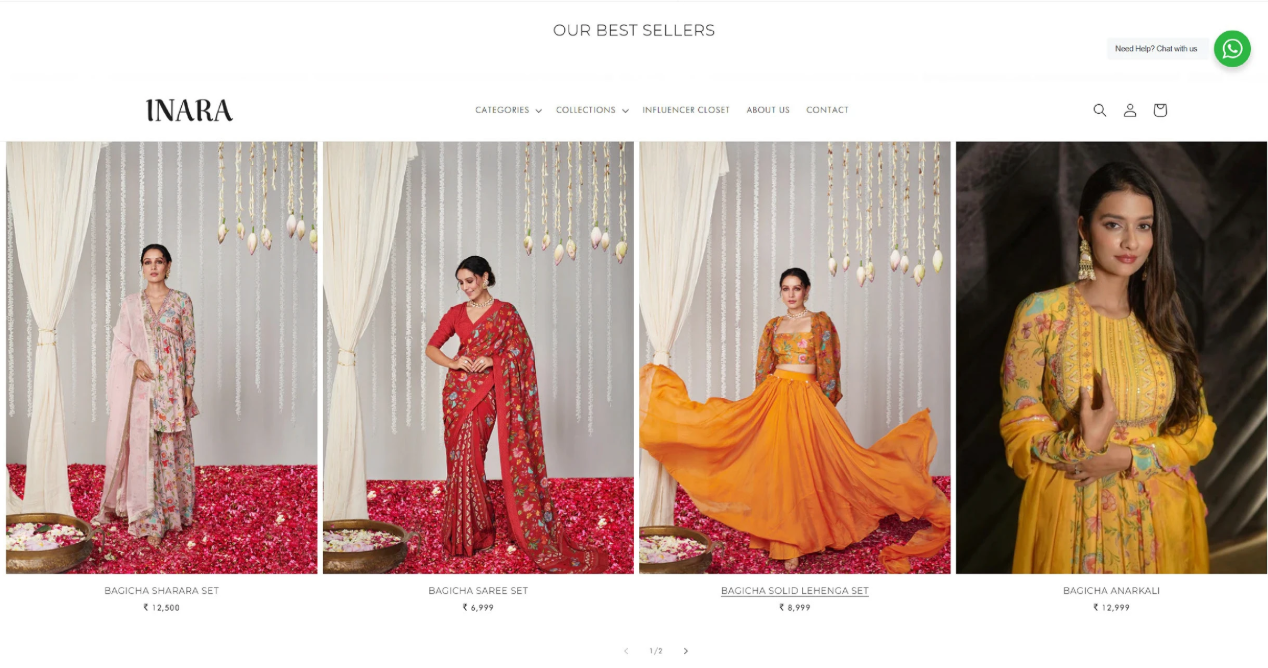 OUR BEST SELLERS
Need Help? Chat with us
INARA
CATEGORIES
COLLECTIONS
INFLUENCER CLOSET
ABOUT US
CONTACT
BAGICHA SHARARA SET
₹ 12,500
BAGICHA SAREE SET
₹ 6,999
BAGICHA SOLID LEHENGA SET
₹ 8,999
BAGICHA ANARKALI
₹ 12,999
1/2